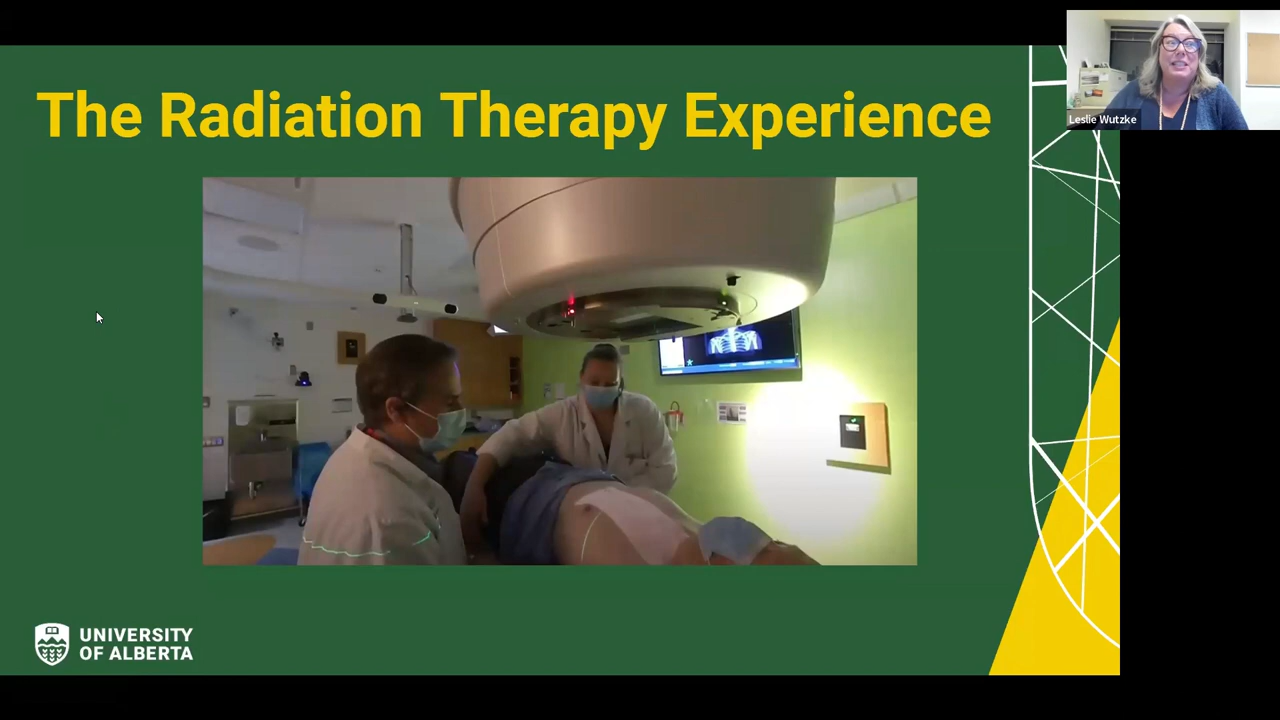 The Radiation Therapy Experience
Leslie Wutzke
UNIVERSITY
OF ALBERTA